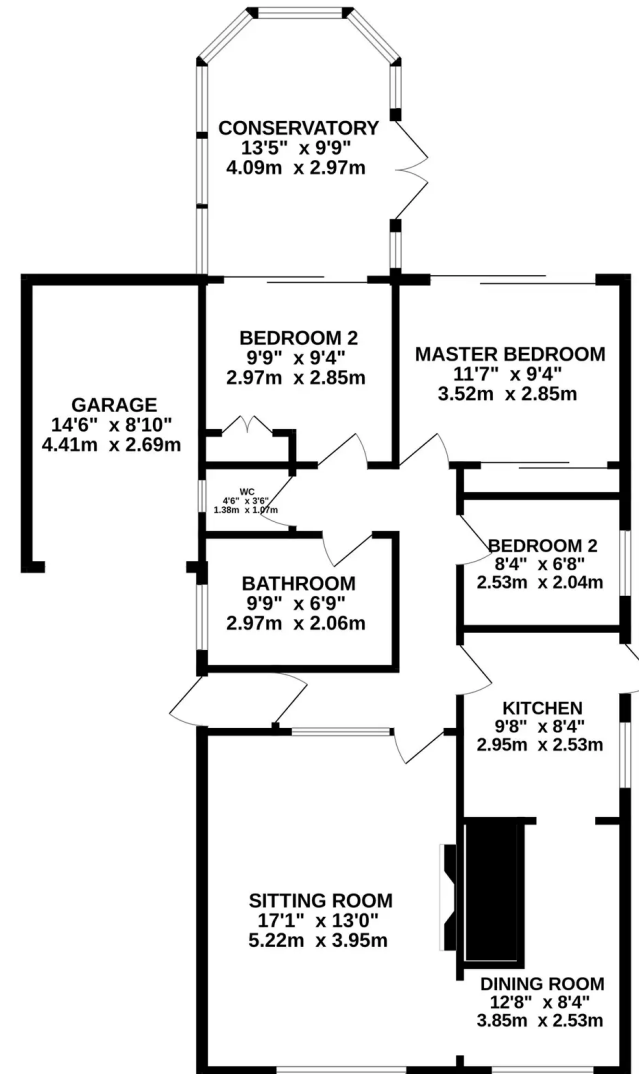 CONSERVATORY
13'5" x 9'9"
4.09m x 2.97m
BEDROOM 2
9'9" x 9'4"
2.97m x 2.85m
MASTER BEDROOM
11'7" x 9'4"
3.52m x 2.85m
GARAGE
14'6" x 8'10"
4.41m x 2.69m
WC
4'6" x 3'6"
1.38m x 1.07m
BEDROOM 2
8'4" x 6'8"
2.53m x 2.04m
BATHROOM
9'9" x 6'9"
2.97m x 2.06m
KITCHEN
9'8" x 8'4"
2.95m x 2.53m
SITTING ROOM
17'1" x 13'0"
5.22m x 3.95m
DINING ROOM
12'8" x 8'4"
3.85m x 2.53m